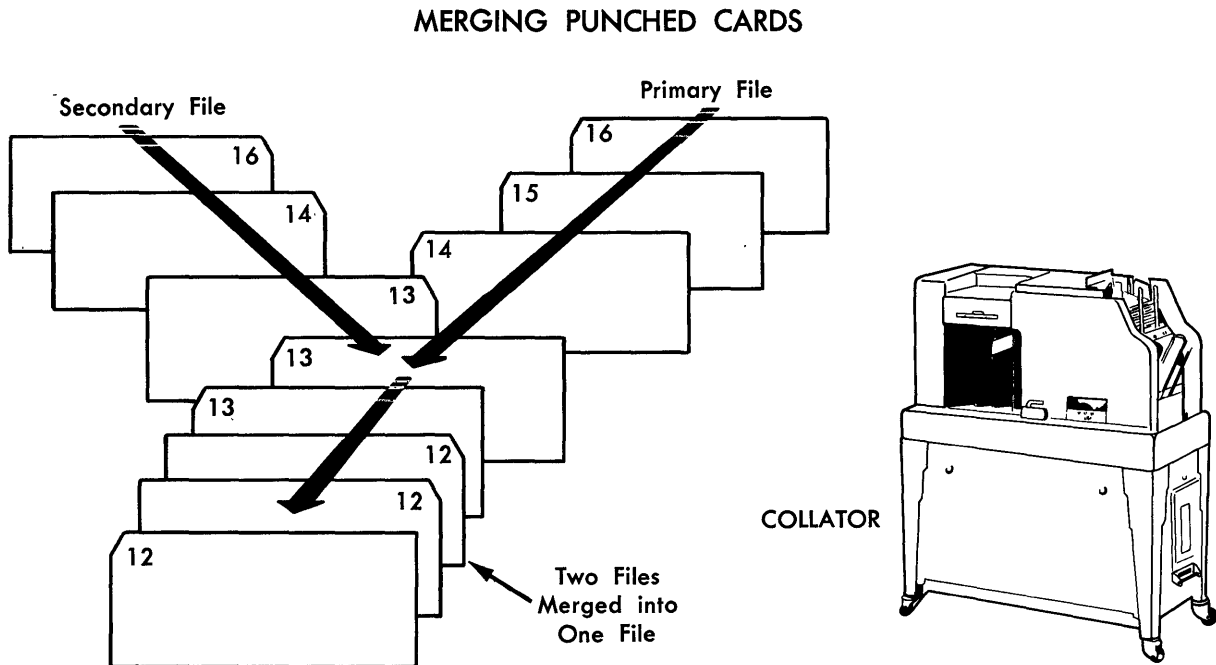 MERGING PUNCHED CARDS
Secondary File
Primary File
16
16
15
14
14
13
13
13
12
12
12
COLLATOR
Two Files
Merged into
One File